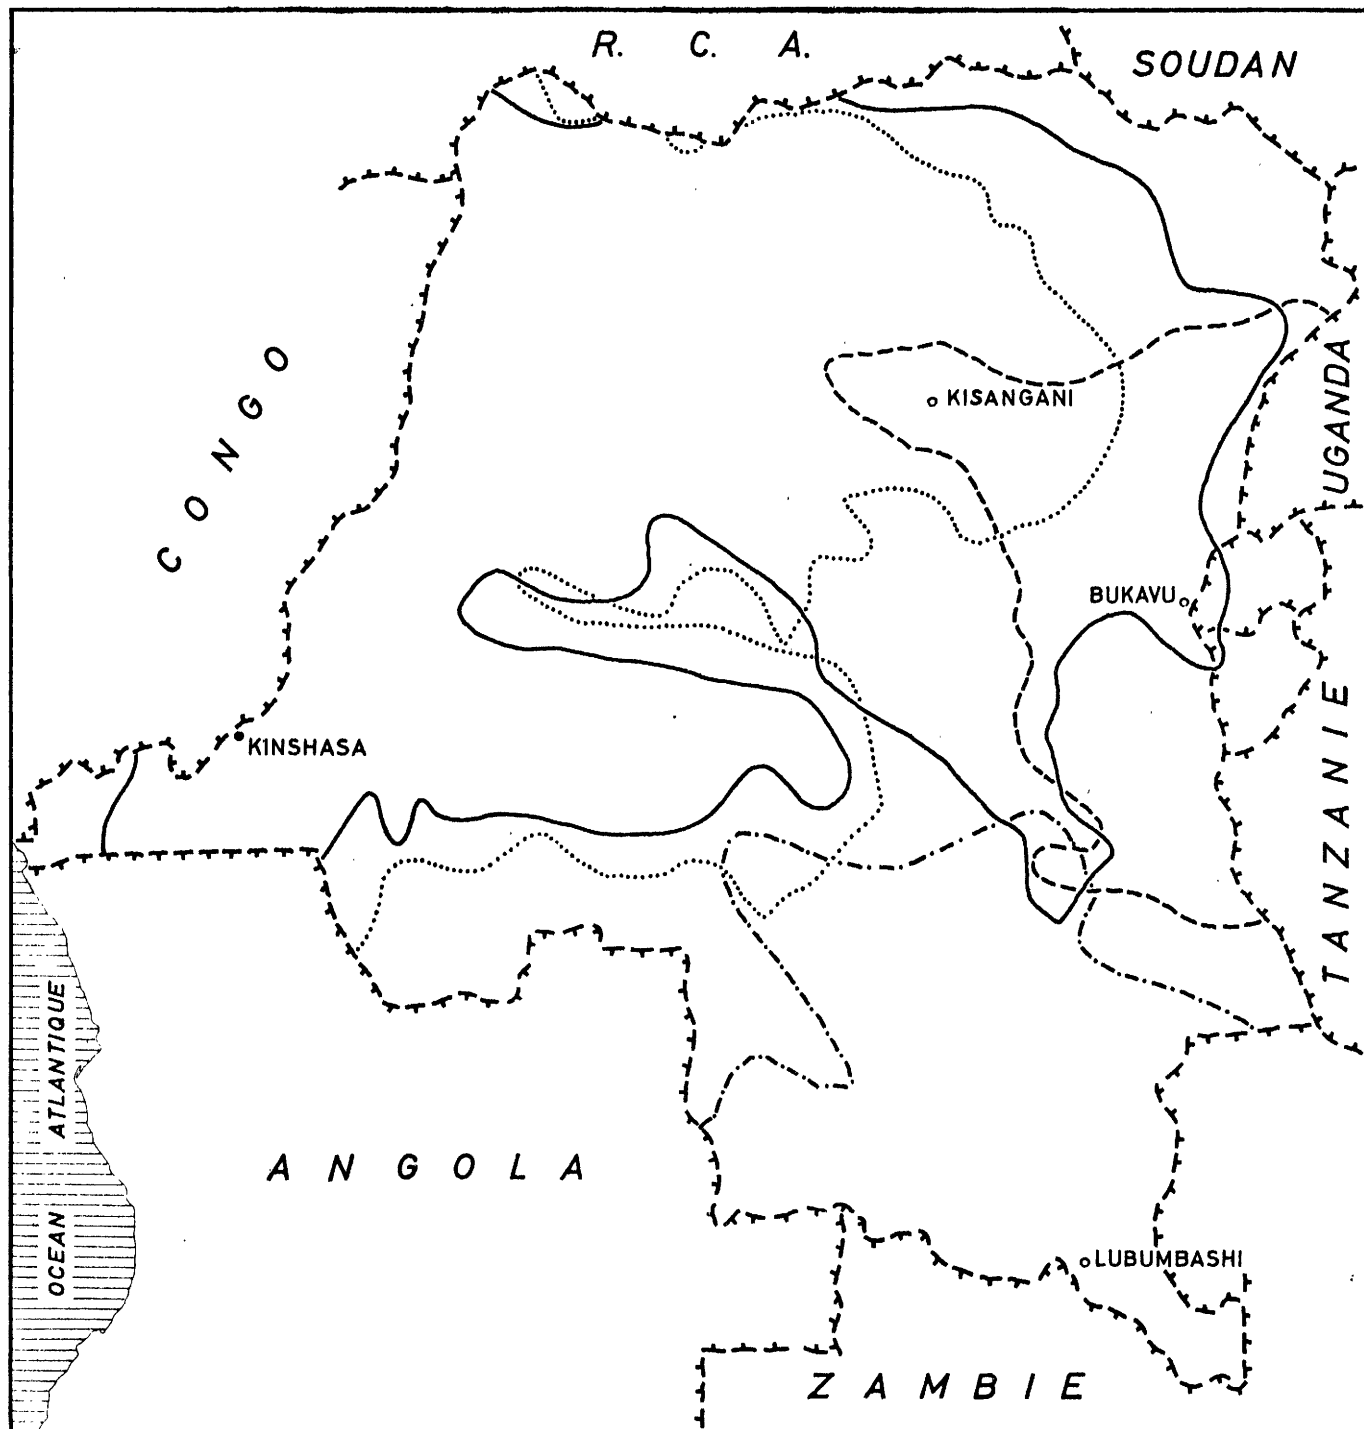 R. C. A.
SOUDAN
CONGO
KISANGANI
UGANDA
BUKAVU
KINSHASA
TANZANIE
OCEAN ATLANTIQUE
ANGOLA
LUBUMBASHI
ZAMBIE